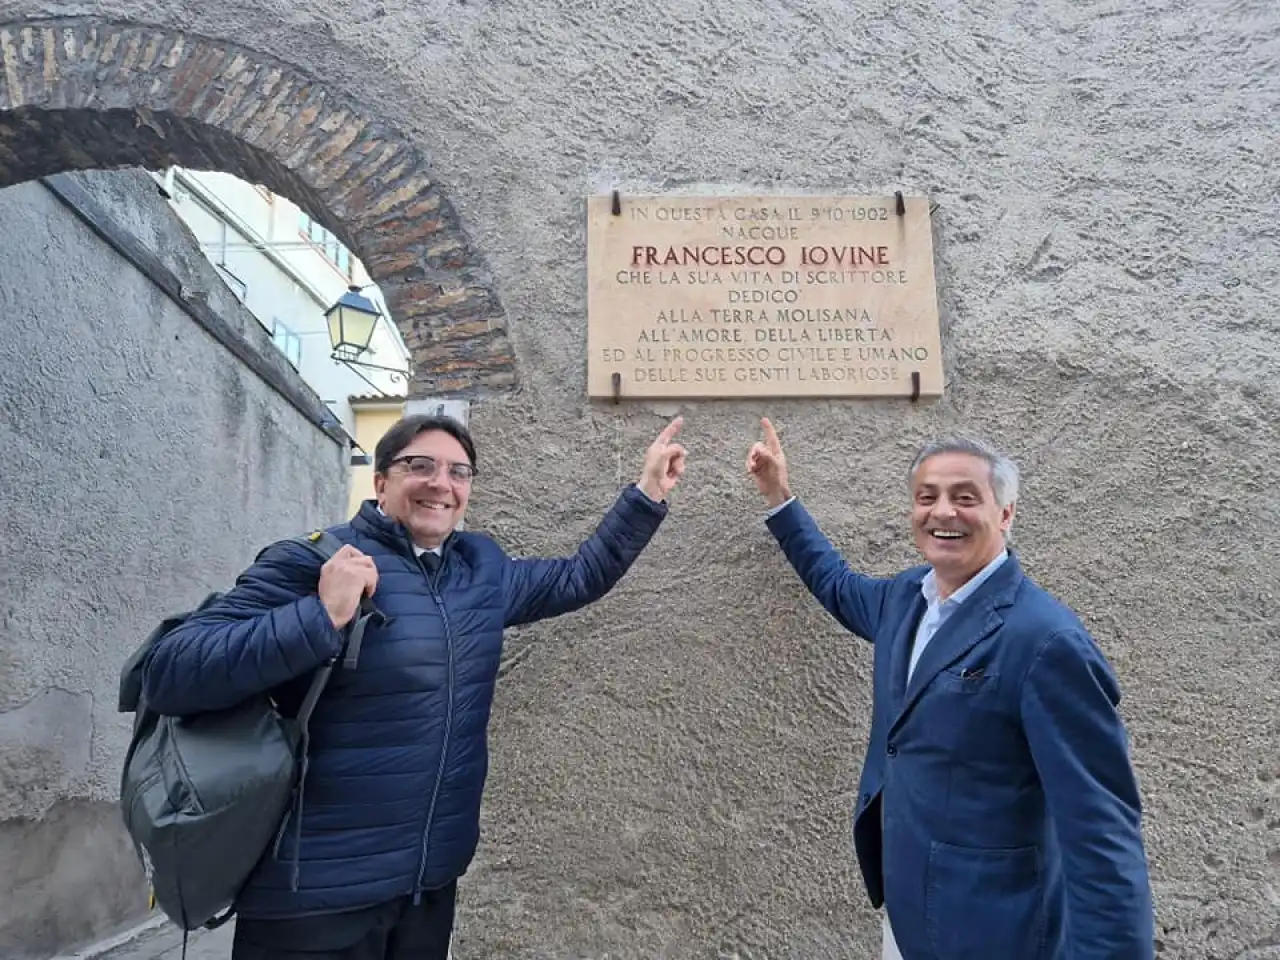 IN QUESTA CASA IL 9·10·1902
NACQUE
FRANCESCO IOVINE
CHE LA SUA VITA DI SCRITTORE
DEDICO'
ALLA TERRA MOLISANA
ALL'AMORE DELLA LIBERTA'
ED AL PROGRESSO CIVILE E UMANO
DELLE SUE GENTI LABORIOSE